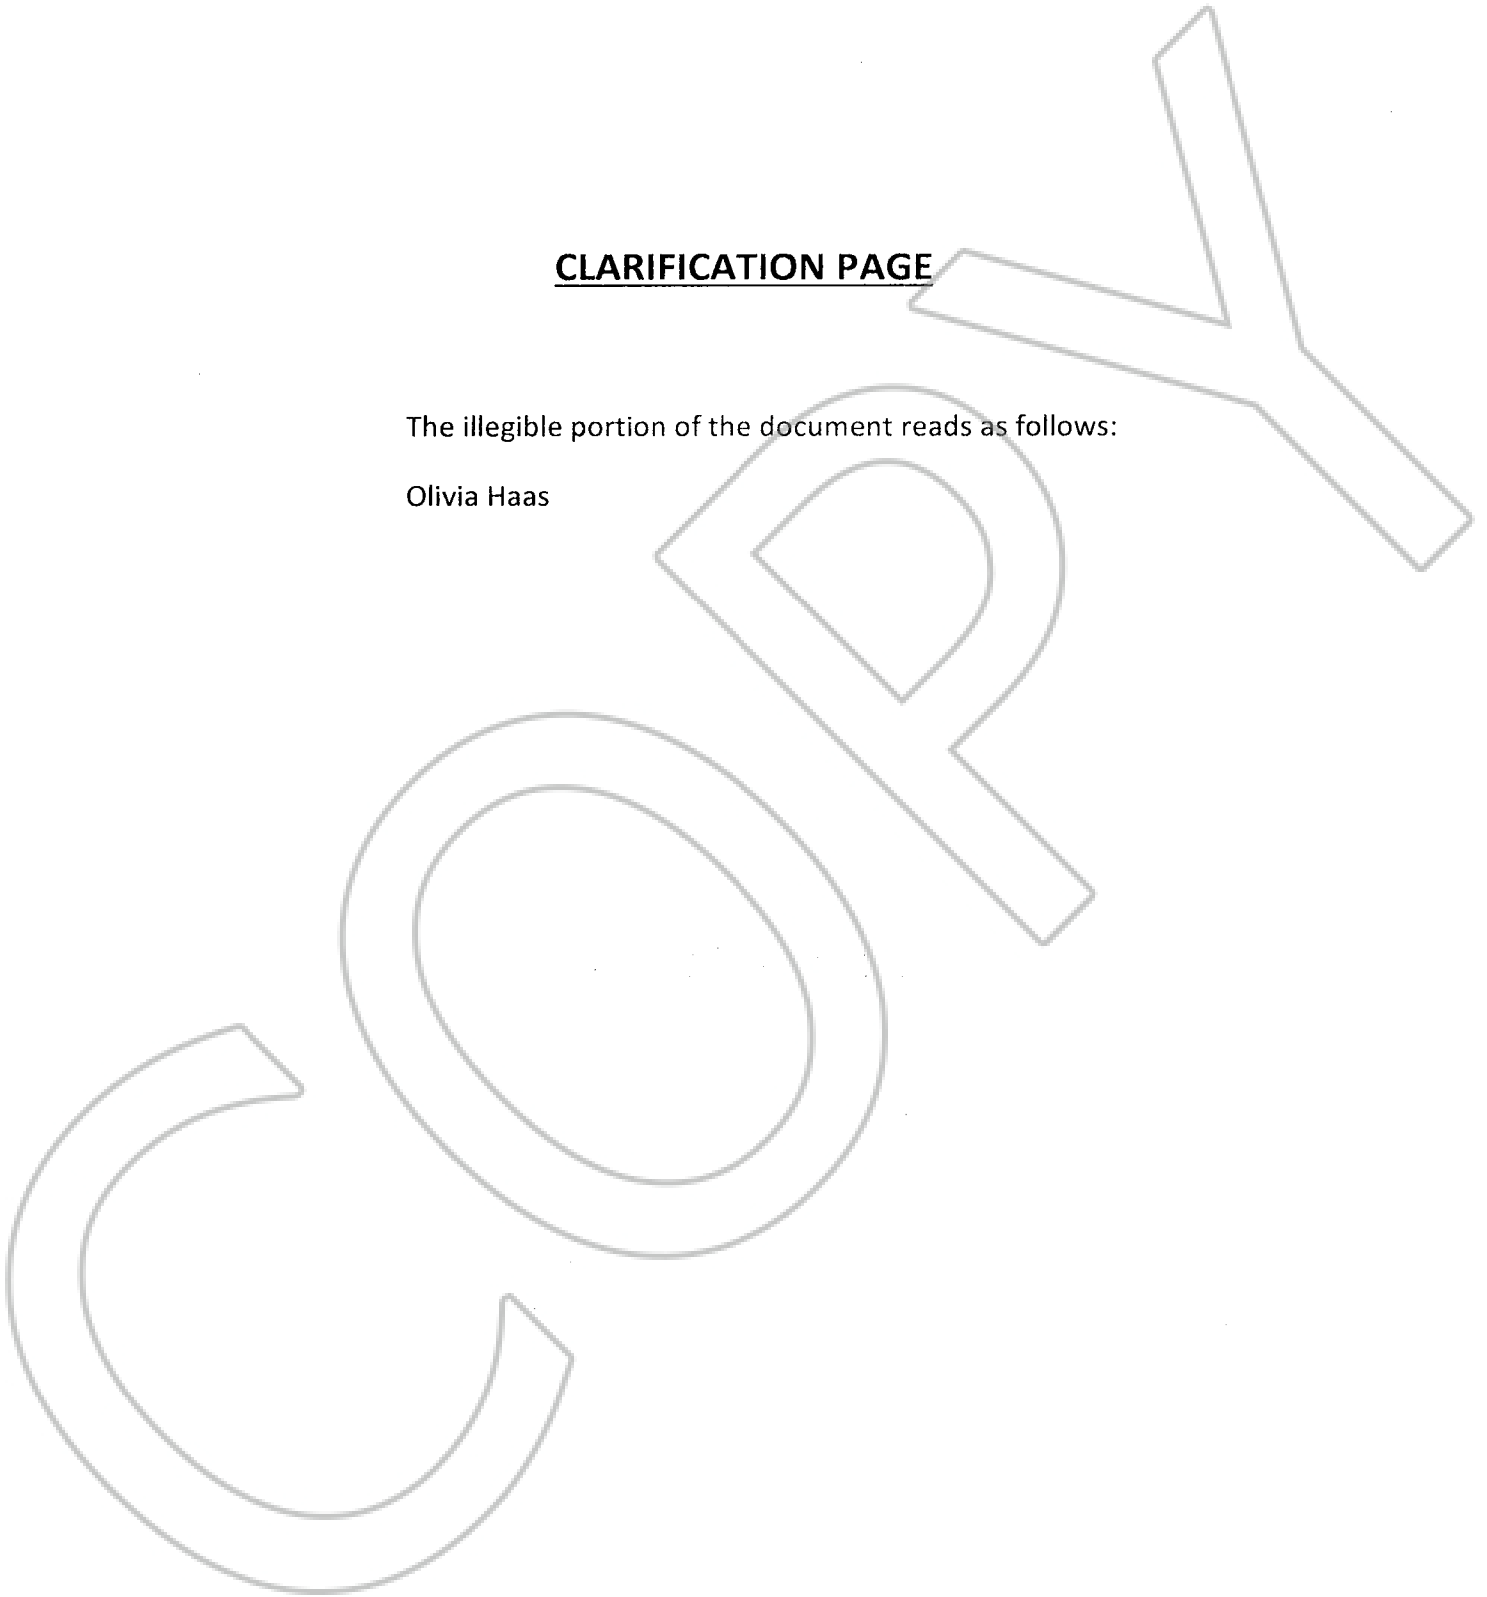 CLARIFICATION PAGE
The illegible portion of the document reads as follows:
Olivia Haas
COPY